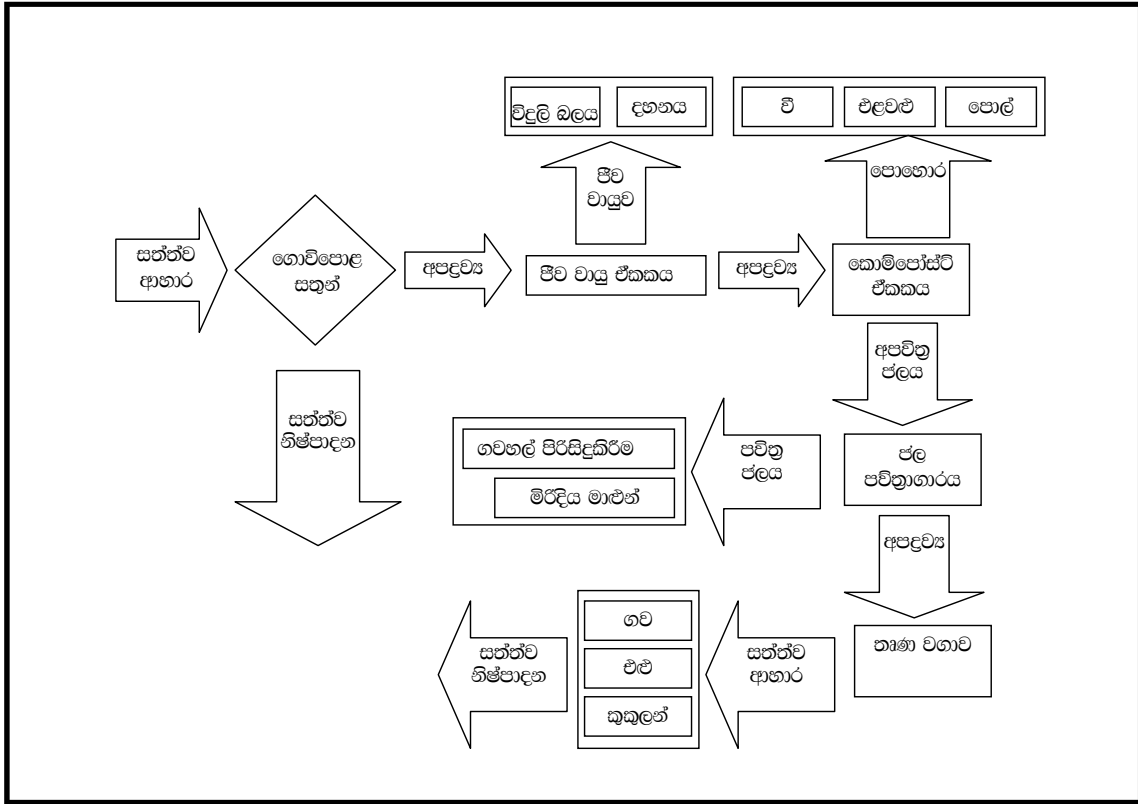 විදුලි බලය
දහනය
වී
එළවළු
පොල්
ජීව
වායුව
පොහොර
සත්ත්ව
ආහාර
ගොවිපොළ
සතුන්
අපද්‍රව්‍ය
ජීව වායු ඒකකය
අපද්‍රව්‍ය
කොම්පෝස්ට්
ඒකකය
අපවිත්‍ර
ජලය
සත්ත්ව
නිෂ්පාදන
ගවහල් පිරිසිදුකිරීම
මිරිදිය මාළුන්
පවිත්‍ර
ජලය
ජල
පවිත්‍රාගාරය
අපද්‍රව්‍ය
ගව
එළු
කුකුලන්
සත්ත්ව
නිෂ්පාදන
සත්ත්ව
ආහාර
තෘණ වගාව